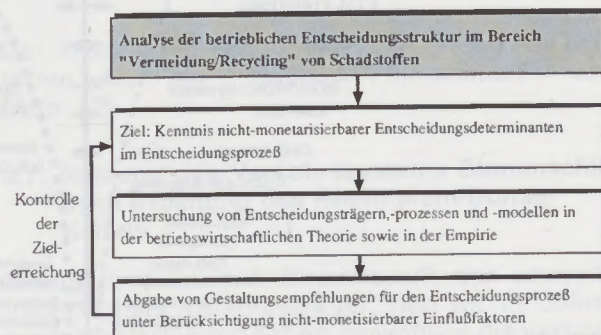 Analyse der betrieblichen Entscheidungsstruktur im Bereich
"Vermeidung/Recycling" von Schadstoffen
Ziel: Kenntnis nicht-monetarisierbarer Entscheidungsdeterminanten
im Entscheidungsprozeß
Kontrolle
der
Ziel-
erreichung
Untersuchung von Entscheidungsträgern,-prozessen und -modellen in
der betriebswirtschaftlichen Theorie sowie in der Empirie
Abgabe von Gestaltungsempfehlungen für den Entscheidungsprozeß
unter Berücksichtigung nicht-monetisierbarer Einflußfaktoren